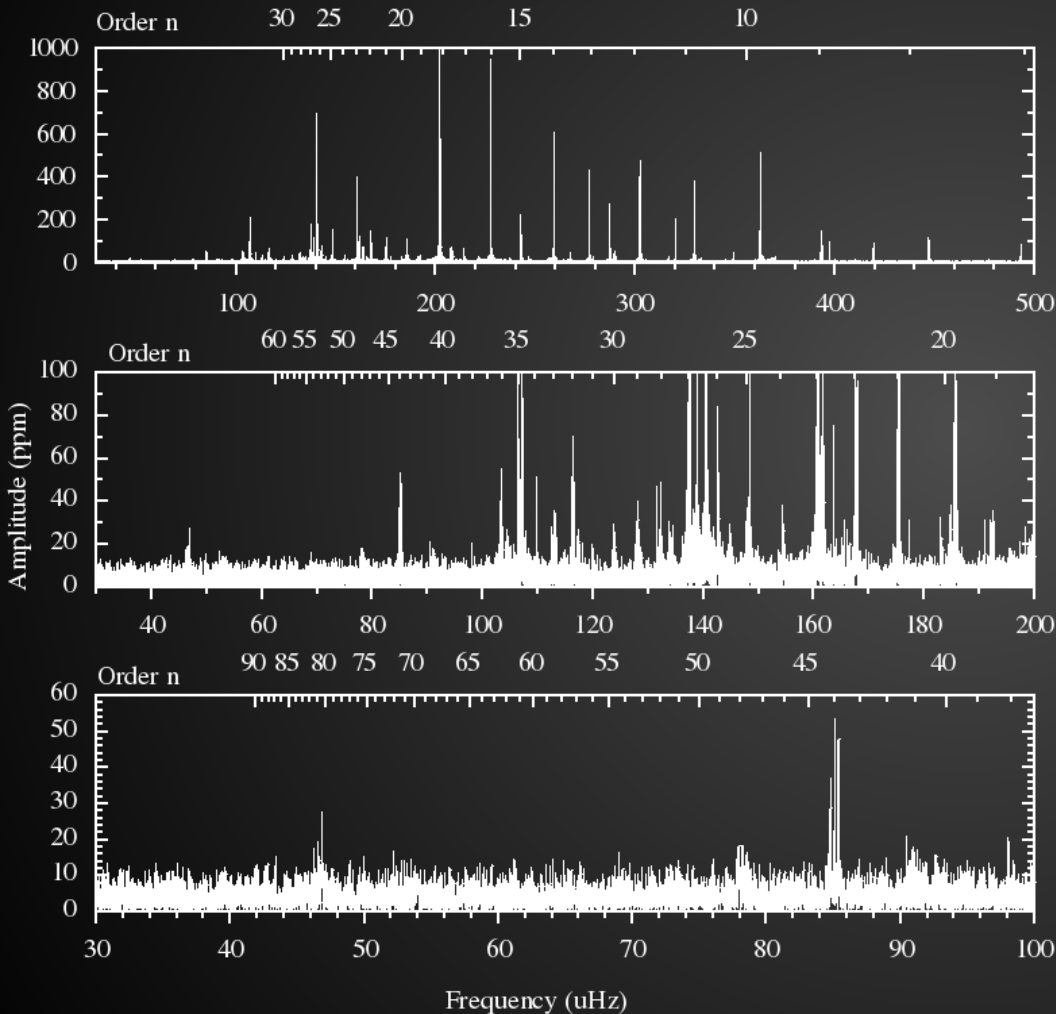 Order n 30 25 20 15 10
1000
800
600
400
200
0
100 200 300 400 500
Order n 60 55 50 45 40 35 30 25 20
100
80
60
40
20
0
40 60 80 100 120 140 160 180 200
Amplitude (ppm)
Order n 90 85 80 75 70 65 60 55 50 45 40
60
50
40
30
20
10
0
30 40 50 60 70 80 90 100
Frequency (uHz)